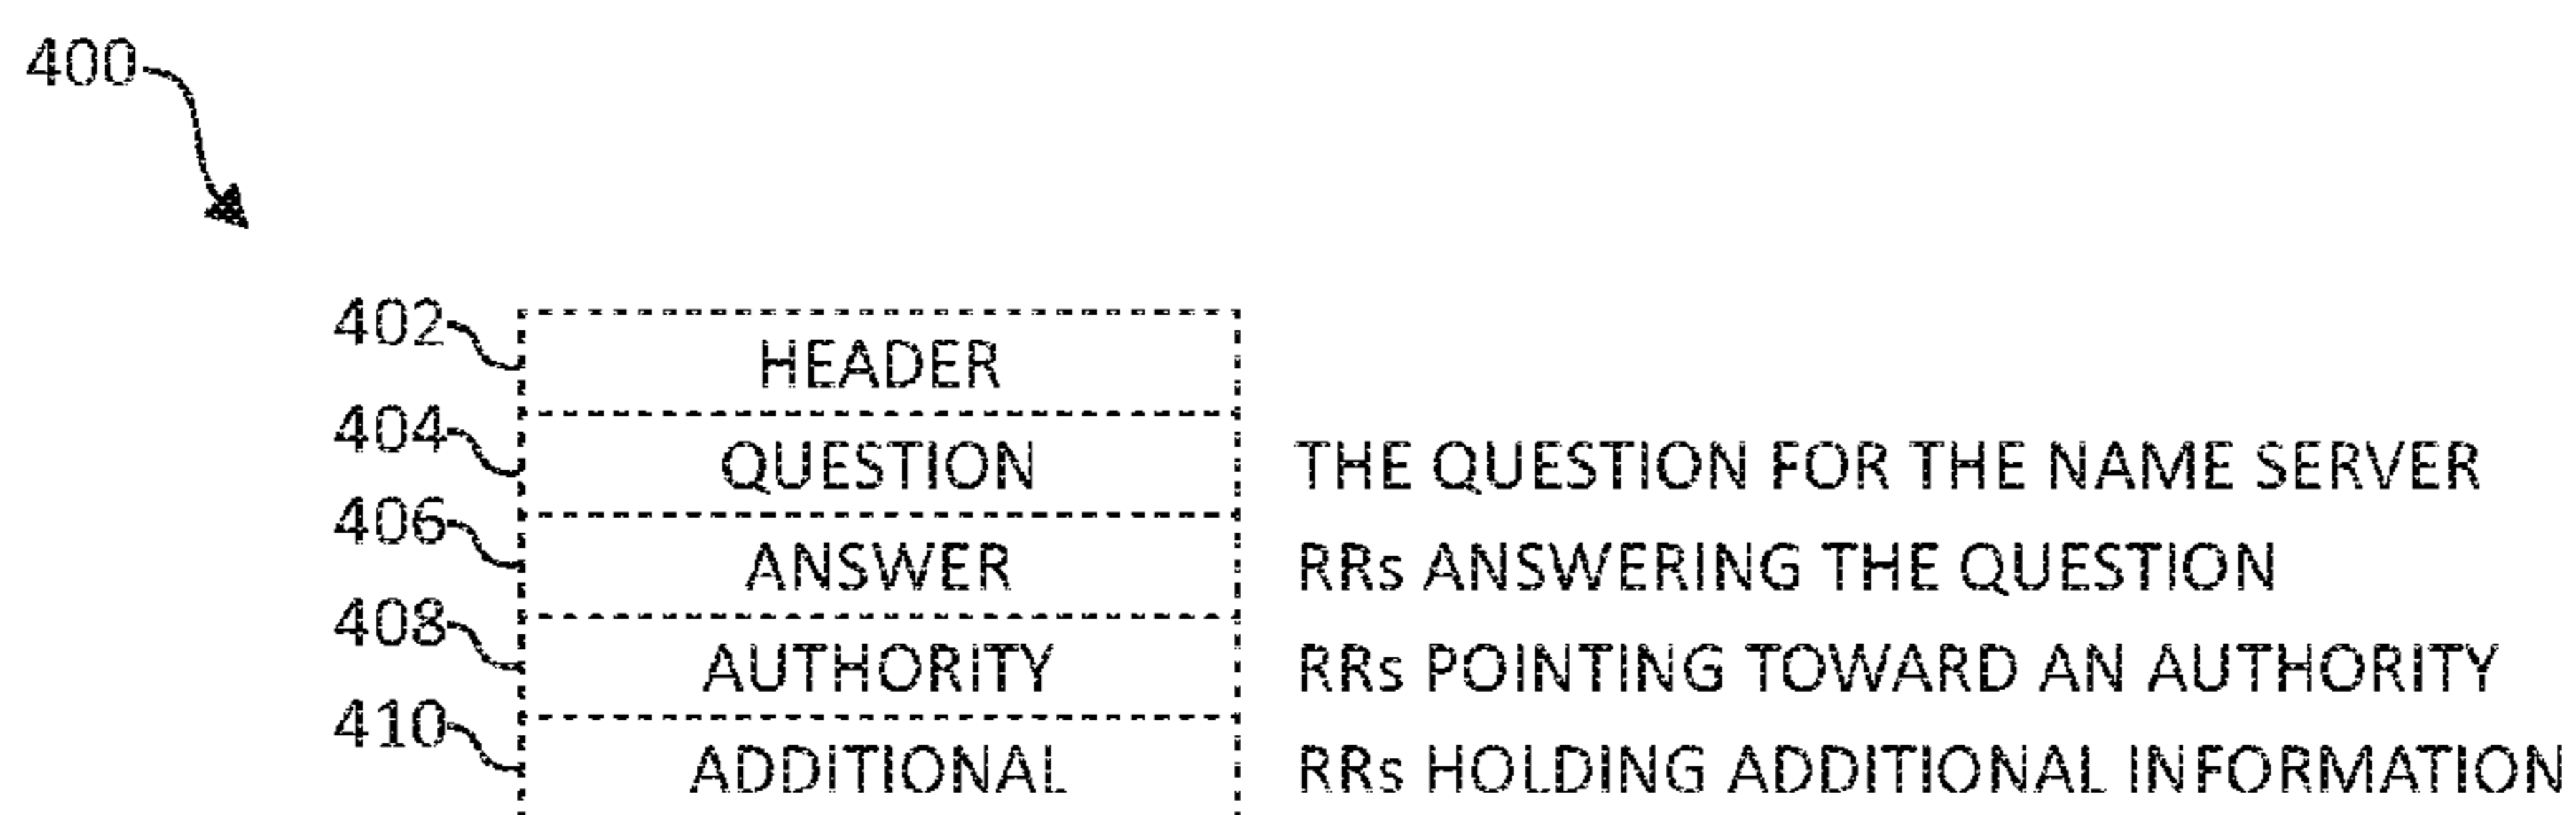 400
402 HEADER
404 QUESTION THE QUESTION FOR THE NAME SERVER
406 ANSWER RRs ANSWERING THE QUESTION
408 AUTHORITY RRs POINTING TOWARD AN AUTHORITY
410 ADDITIONAL RRs HOLDING ADDITIONAL INFORMATION